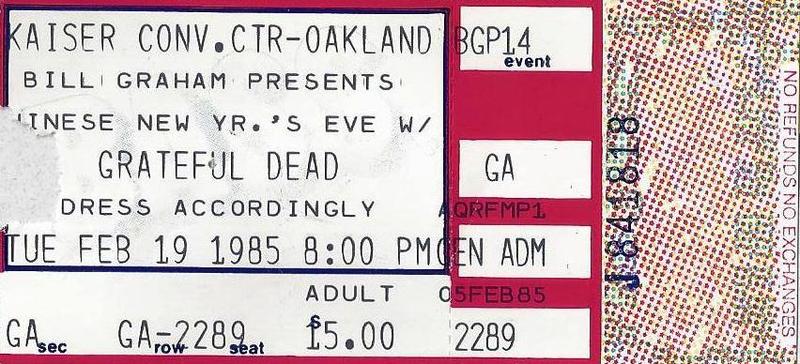 KAISER CONV.CTR-OAKLAND BGP14
event
BILL GRAHAM PRESENTS
INESE NEW YR.'S EVE W/
GRATEFUL DEAD GA
DRESS ACCORDINGLY AQRFMP1
TUE FEB 19 1985 8:00 PM GEN ADM
ADULT 05FEB85
GA sec GA-2289 row seat $15.00 2289
J841818
NO REFUNDS NO EXCHANGES